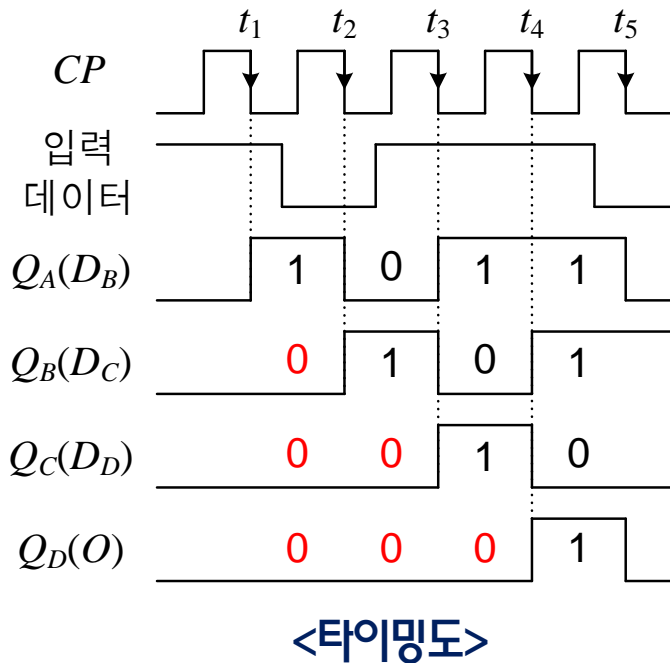 t1 t2 t3 t4 t5
CP
입력
데이터
QA(DB) 1 0 1 1
QB(DC) 0 1 0 1
QC(DD) 0 0 1 0
QD(O) 0 0 0 1
<타이밍도>